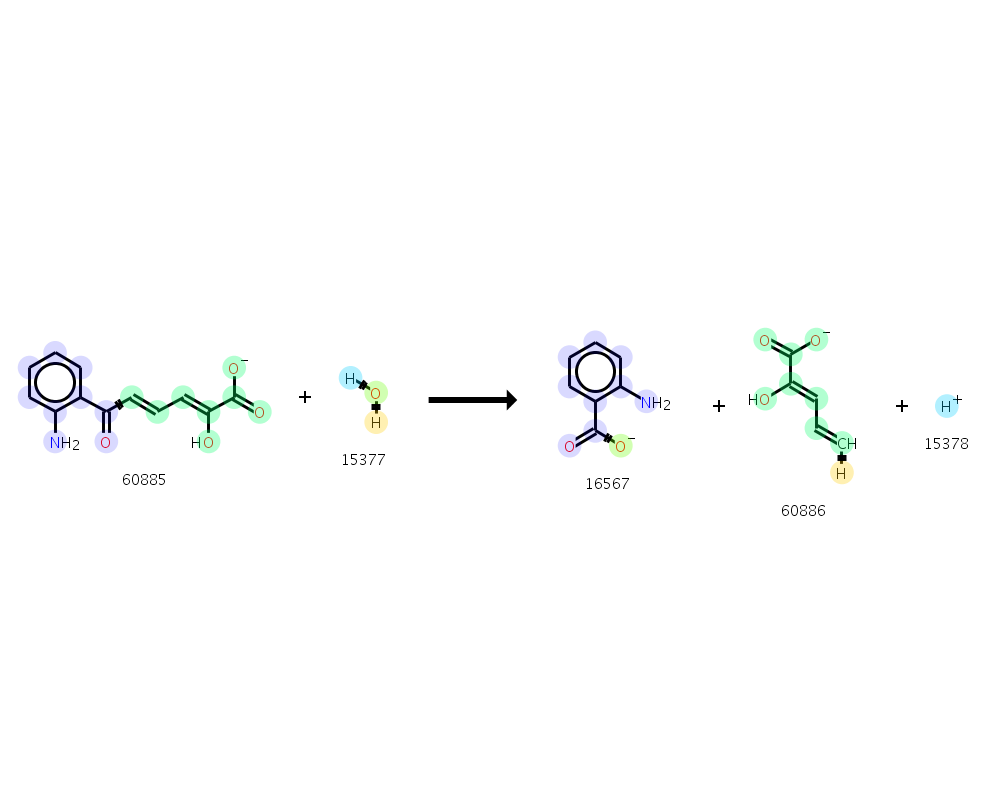 O⁻
O
NH₂ O HO
60885
+
H
O
H
15377
O O⁻
NH₂
16567
+
O O⁻
HO
CH
H
60886
+
H⁺
15378